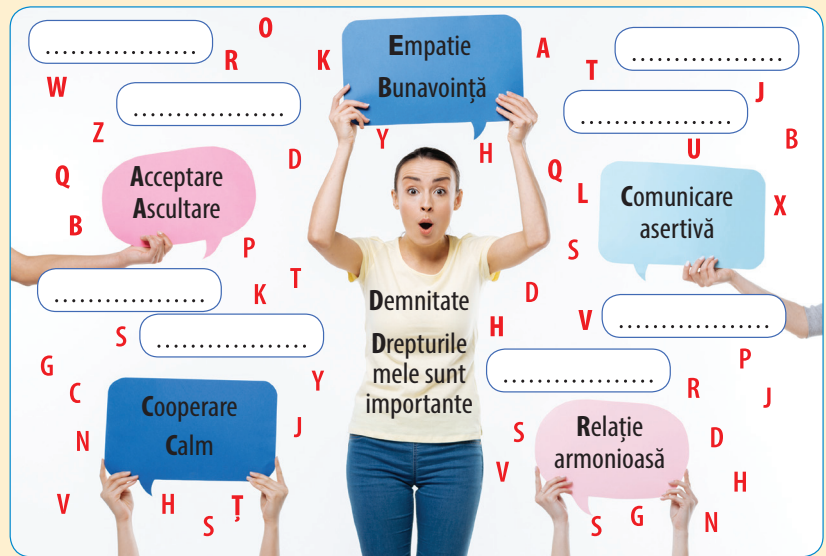 ....................
O
R
K
Empatie
Bunavoință
A
T
....................
W
....................
J
....................
Z
Y
D
H
U
B
Q
Q
Acceptare
Ascultare
L
Comunicare
asertivă
X
B
P
S
T
....................
K
D
Demnitate
Drepturile
mele sunt
importante
H
V
....................
S
....................
G
C
Y
P
....................
R
J
Cooperare
Calm
N
J
S
Relație
armonioasă
D
V
H
V
H
S
Ț
S
G
N